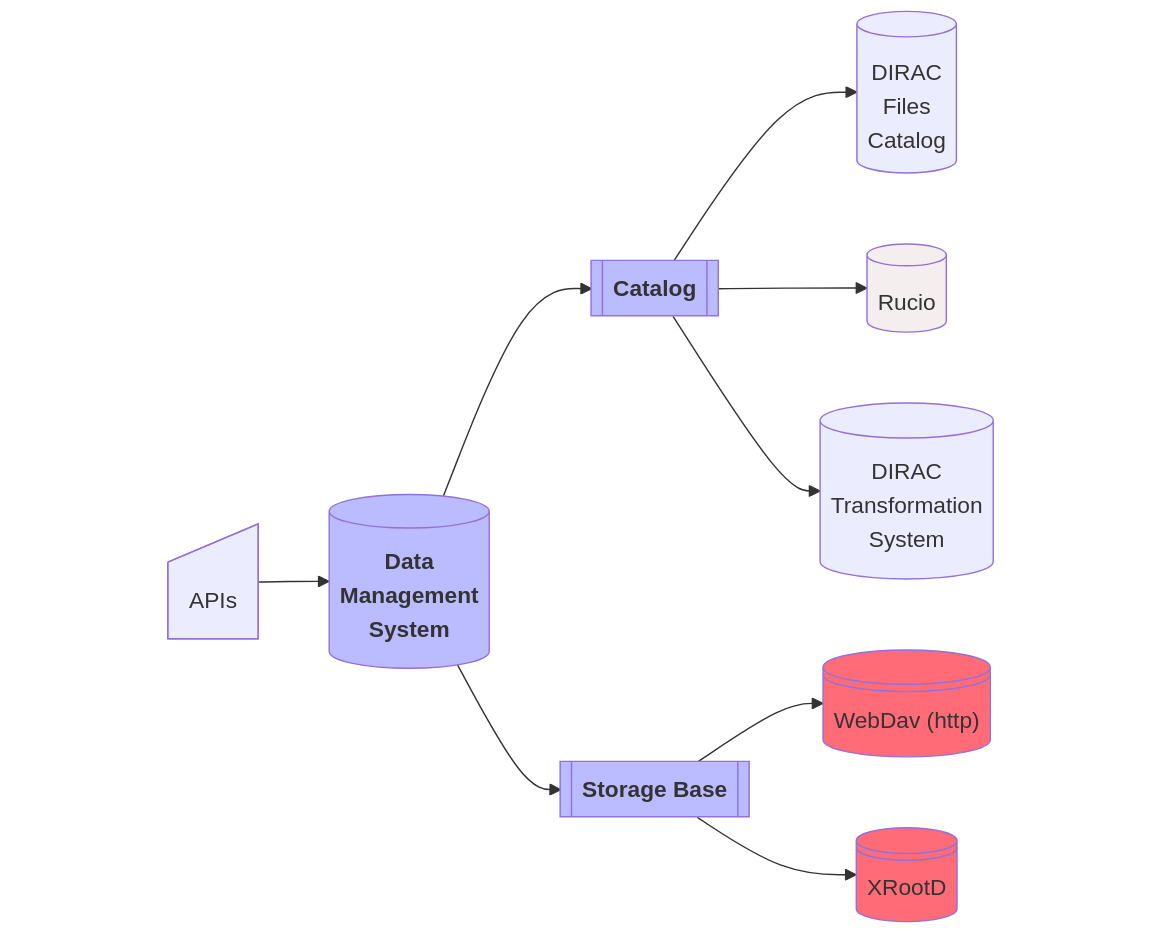 DIRAC
Files
Catalog
Catalog
Rucio
DIRAC
Transformation
System
APIs
Data
Management
System
WebDav (http)
Storage Base
XRootD